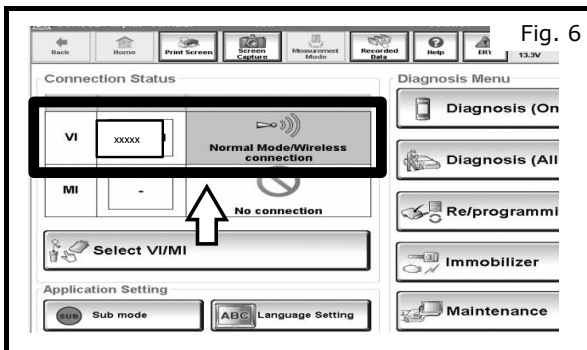 Fig. 6
Back
Home
Print Screen
Screen
Capture
Measurement
Mode
Recorded
Data
Help
ERT
13.3V
Connection Status
Diagnosis Menu
VI
xxxxx
Normal Mode/Wireless
connection
MI
-
No connection
Select VI/MI
Application Setting
SUB
Sub mode
ABC
Language Setting
Diagnosis (On
Diagnosis (All
Re/programmi
Immobilizer
Maintenance